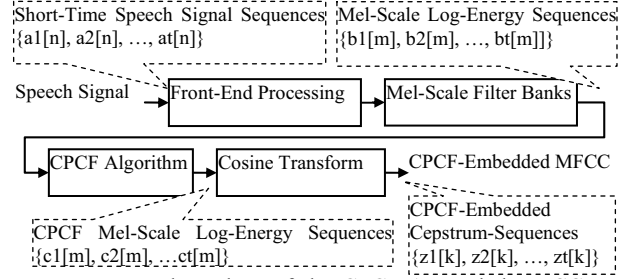 Short-Time Speech Signal Sequences
{a1[n], a2[n], …, at[n]}
Mel-Scale Log-Energy Sequences
{b1[m], b2[m], …, bt[m]]}
Speech Signal
Front-End Processing
Mel-Scale Filter Banks
CPCF Algorithm
Cosine Transform
CPCF-Embedded MFCC
CPCF Mel-Scale Log-Energy Sequences
{c1[m], c2[m], …ct[m]}
CPCF-Embedded
Cepstrum-Sequences
{z1[k], z2[k], …, zt[k]}